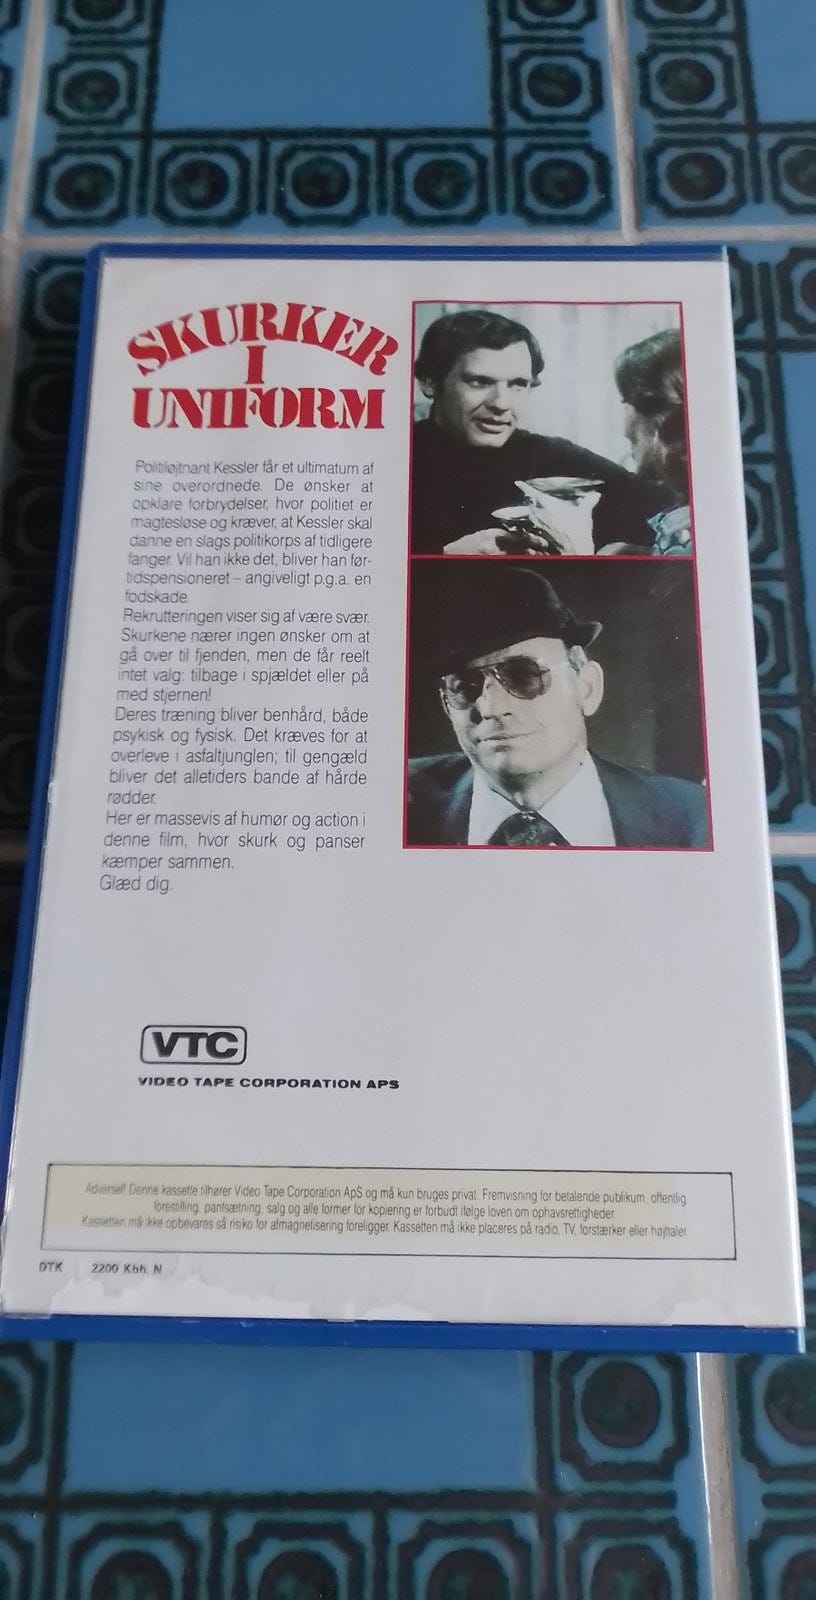 SKURKER
I
UNIFORM
Politiløjtnant Kessler får et ultimatum af
sine overordnede. De ønsker at
opklare forbrydelser, hvor politiet er
magtesløse og kræver, at Kessler skal
danne en slags politikorps af tidligere
fanger. Vil han ikke det, bliver han før-
tidspensioneret – angiveligt p.g.a. en
fodskade.
Rekrutteringen viser sig af være svær.
Skurkene nærer ingen ønsker om at
gå over til fjenden, men de får reelt
intet valg: tilbage i spjældet eller på
med stjernen!
Deres træning bliver benhård, både
psykisk og fysisk. Det kræves for at
overleve i asfaltjunglen; til gengæld
bliver det alletiders bande af hårde
rødder.
Her er massevis af humør og action i
denne film, hvor skurk og panser
kæmper sammen.
Glæd dig.
VTC
VIDEO TAPE CORPORATION APS
Advarsel! Denne kassette tilhører Video Tape Corporation ApS og må kun bruges privat. Fremvisning for betalende publikum, offentlig
forestilling, pantsætning, salg og alle former for kopiering er forbudt ifølge loven om ophavsrettigheder.
Kassetten må ikke opbevares så risiko for afmagnetisering foreligger. Kassetten må ikke placeres på radio, TV, forstærker eller højttaler.
DTK 2200 Kbh. N